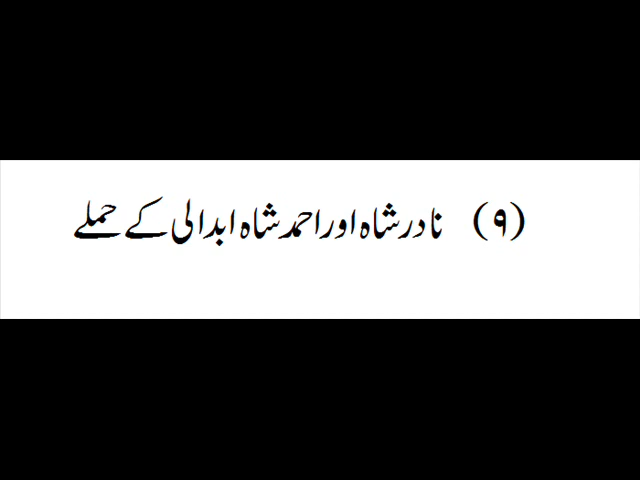 (۹) نادر شاہ اور احمد شاہ ابدالی کے حملے